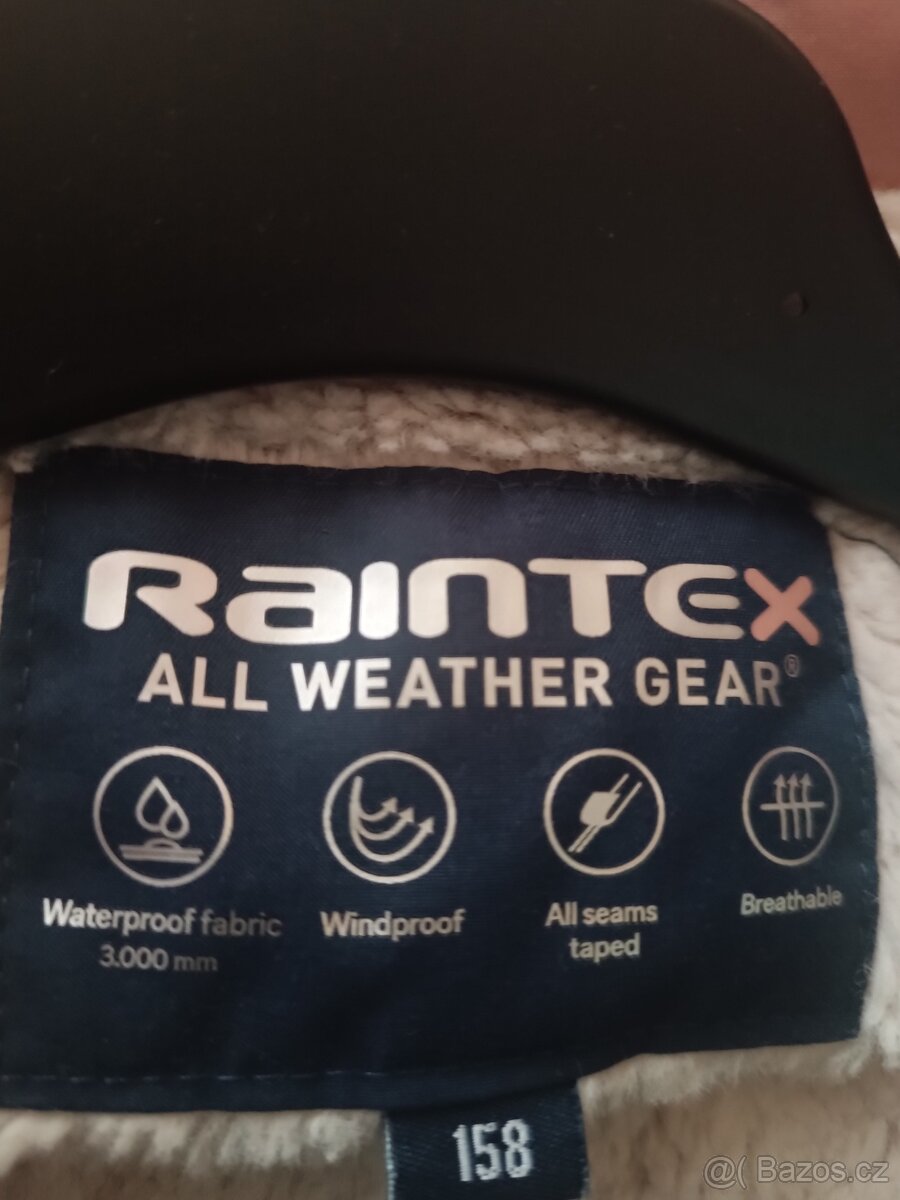 RAINTEX
ALL WEATHER GEAR®
Waterproof fabric
3.000 mm
Windproof
All seams
taped
Breathable
158
@( Bazos.cz